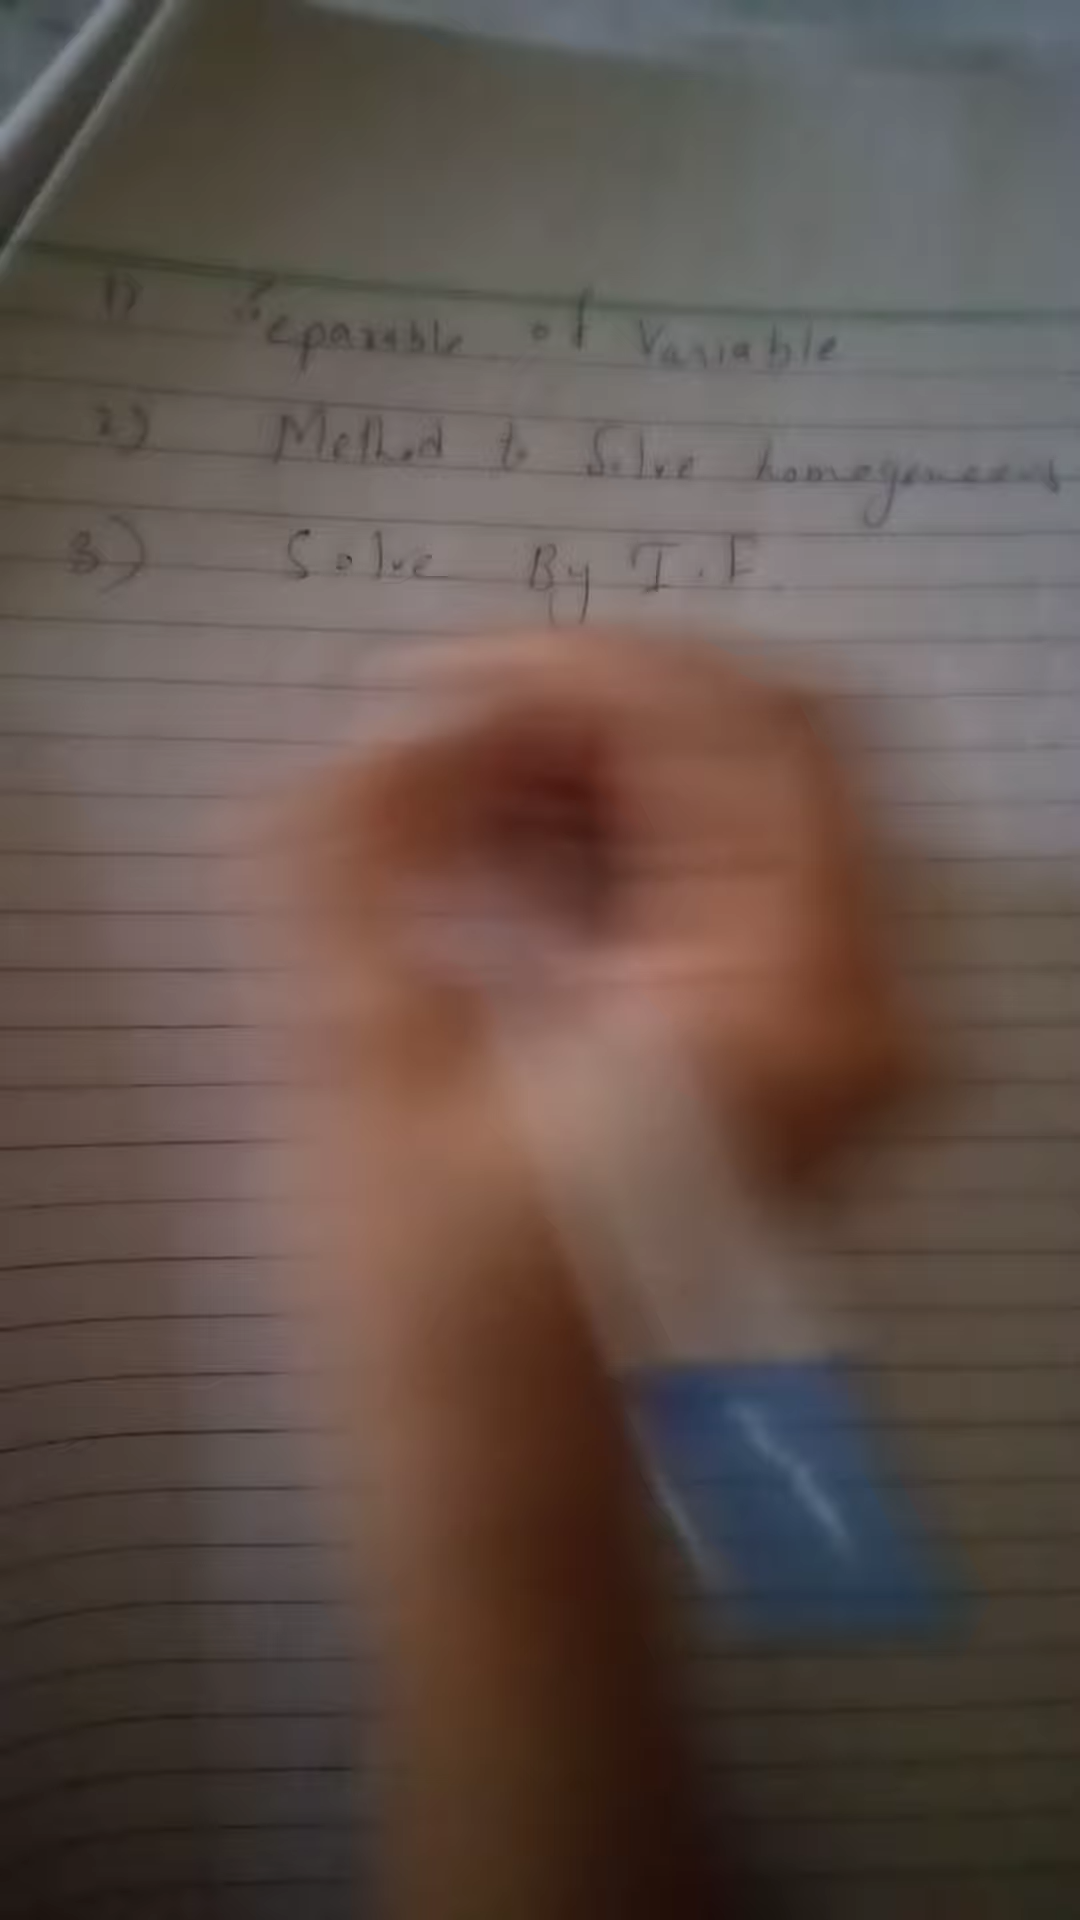 1) Separable of Variable
2) Method to Solve homogeneous
3) Solve By I.F.